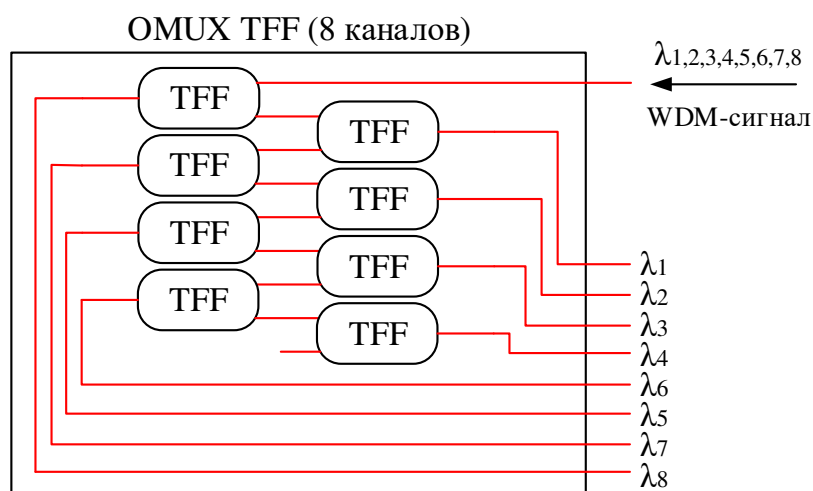 OMUX TFF (8 каналов)
λ1,2,3,4,5,6,7,8
WDM-сигнал
TFF
TFF
TFF
TFF
TFF
TFF
TFF
TFF
λ1
λ2
λ3
λ4
λ6
λ5
λ7
λ8